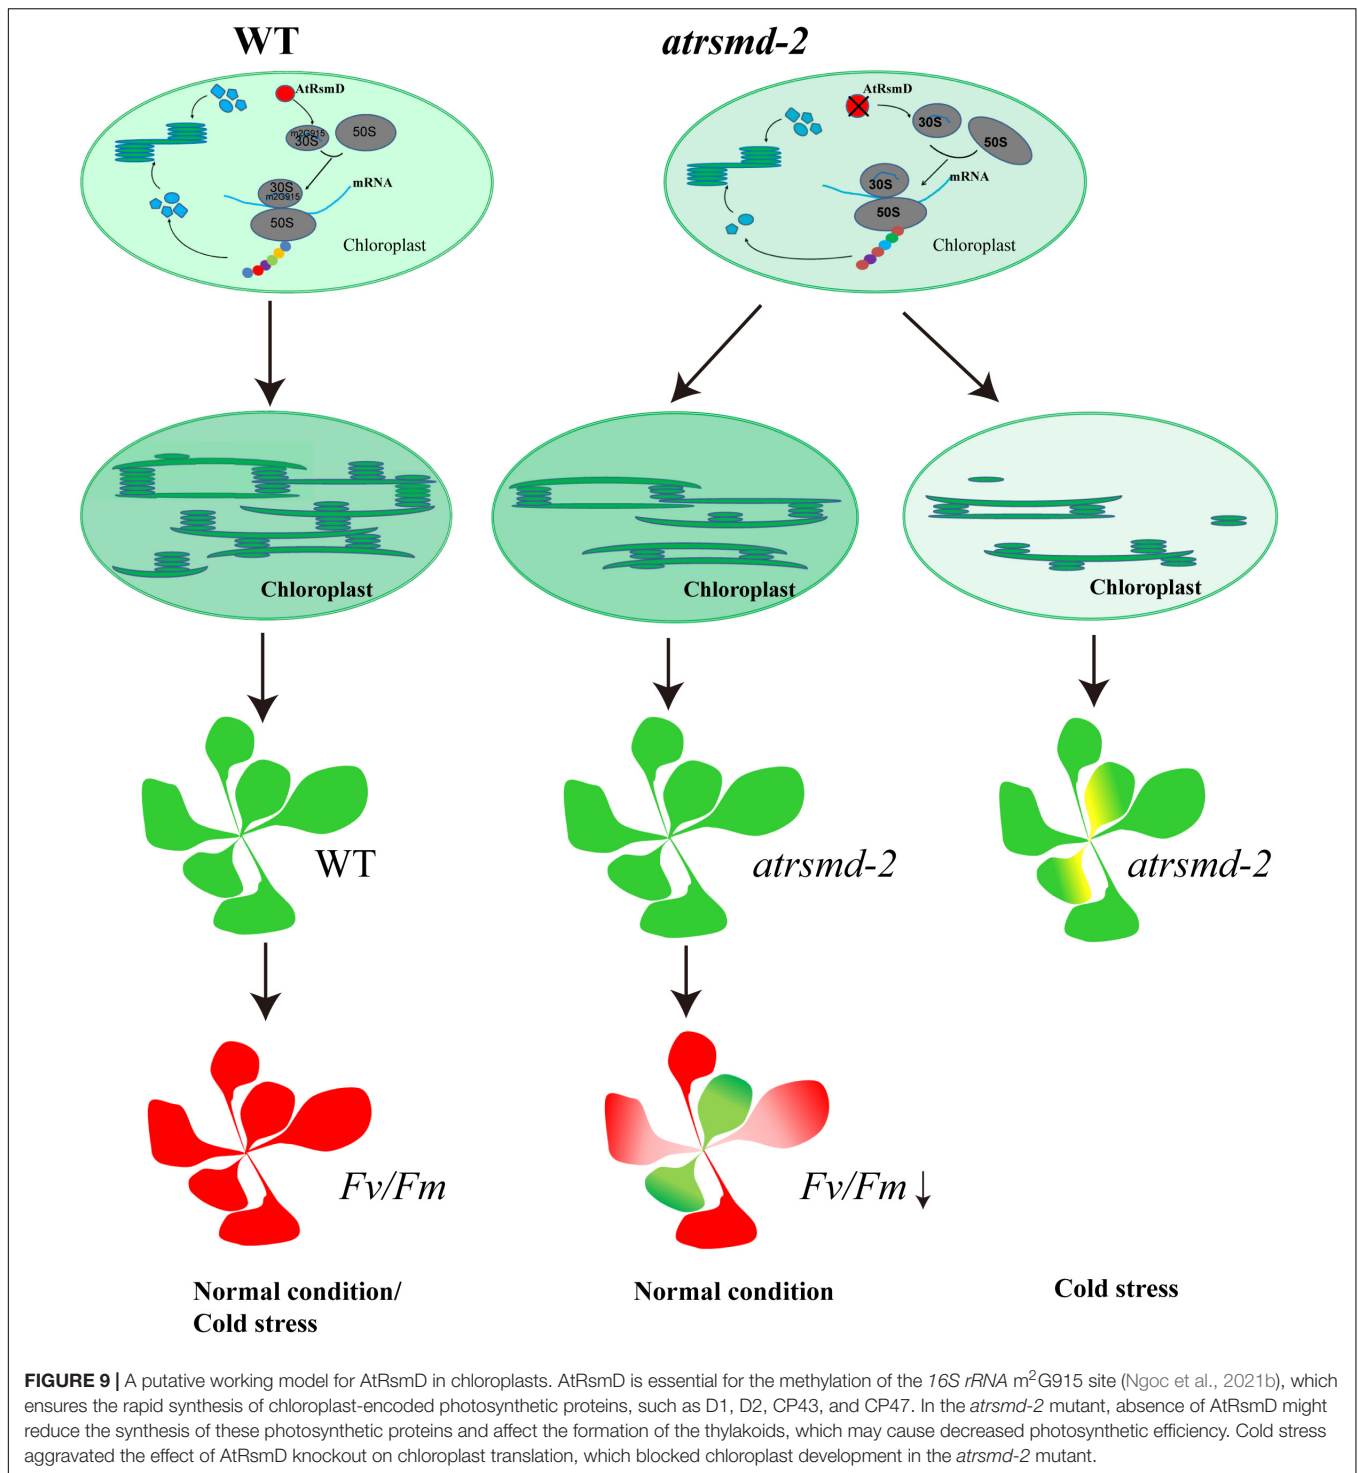 WT
atrsmd-2
AtRsmD
m2G915
30S
50S
30S
m2G915
mRNA
50S
Chloroplast
AtRsmD
30S
50S
30S
mRNA
50S
Chloroplast
Chloroplast
Chloroplast
Chloroplast
WT
atrsmd-2
atrsmd-2
Fv/Fm
Fv/Fm ↓
Normal condition/
Cold stress
Normal condition
Cold stress
FIGURE 9 | A putative working model for AtRsmD in chloroplasts. AtRsmD is essential for the methylation of the 16S rRNA m²G915 site (Ngoc et al., 2021b), which
ensures the rapid synthesis of chloroplast-encoded photosynthetic proteins, such as D1, D2, CP43, and CP47. In the atrsmd-2 mutant, absence of AtRsmD might
reduce the synthesis of these photosynthetic proteins and affect the formation of the thylakoids, which may cause decreased photosynthetic efficiency. Cold stress
aggravated the effect of AtRsmD knockout on chloroplast translation, which blocked chloroplast development in the atrsmd-2 mutant.